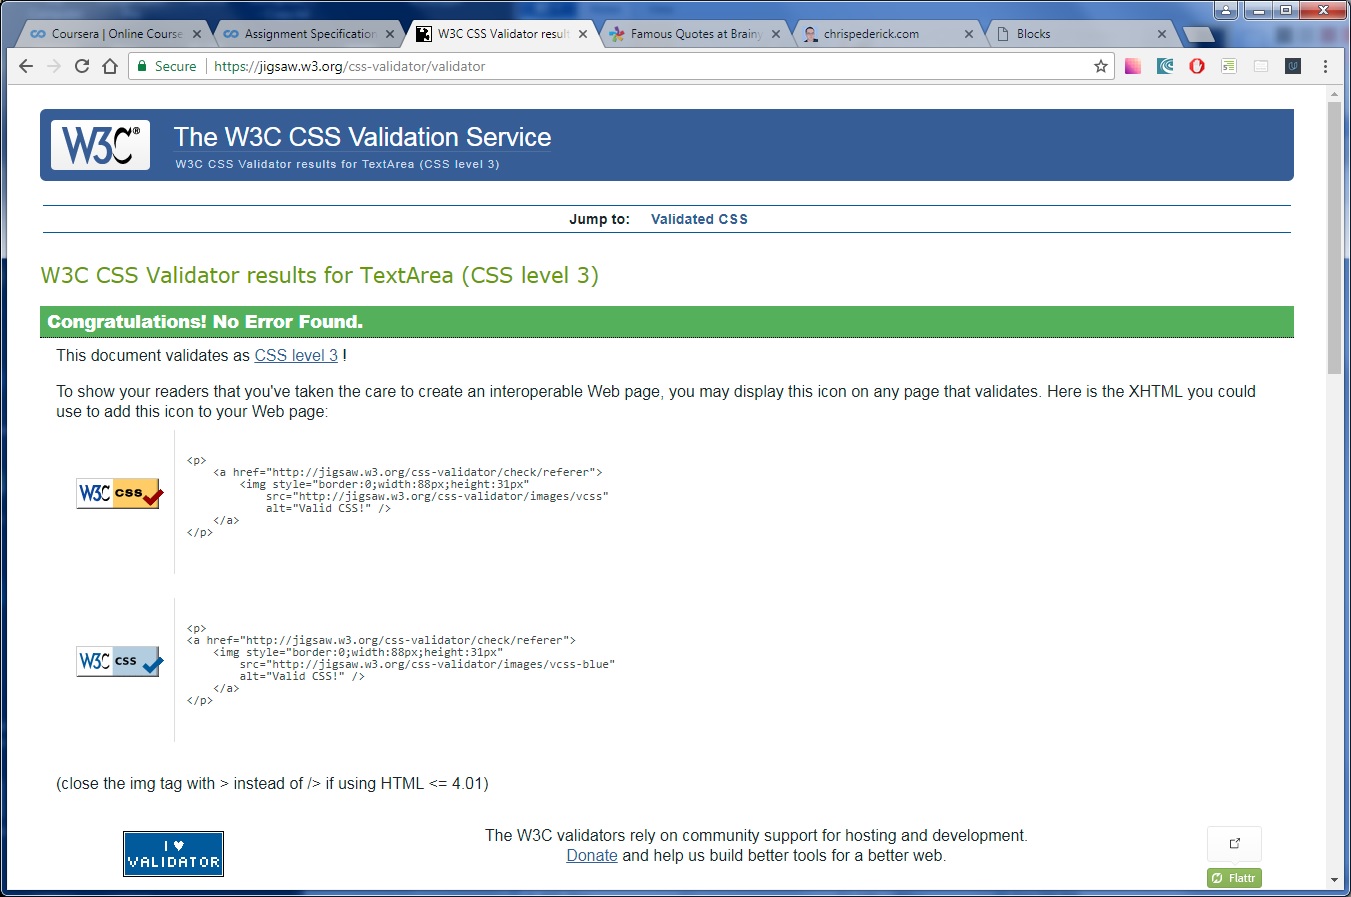 Coursera | Online Course
Assignment Specification
W3C CSS Validator result
Famous Quotes at Brainy
chrispederick.com
Blocks
Secure
https://jigsaw.w3.org/css-validator/validator
W3C®
The W3C CSS Validation Service
W3C CSS Validator results for TextArea (CSS level 3)
Jump to: Validated CSS
W3C CSS Validator results for TextArea (CSS level 3)
Congratulations! No Error Found.
This document validates as CSS level 3 !
To show your readers that you've taken the care to create an interoperable Web page, you may display this icon on any page that validates. Here is the XHTML you could
use to add this icon to your Web page:
W3C css
<p>
    <a href="http://jigsaw.w3.org/css-validator/check/referer">
        <img style="border:0;width:88px;height:31px"
            src="http://jigsaw.w3.org/css-validator/images/vcss"
            alt="Valid CSS!" />
    </a>
</p>
W3C css
<p>
<a href="http://jigsaw.w3.org/css-validator/check/referer">
    <img style="border:0;width:88px;height:31px"
        src="http://jigsaw.w3.org/css-validator/images/vcss-blue"
        alt="Valid CSS!" />
    </a>
</p>
(close the img tag with > instead of /> if using HTML <= 4.01)
I ♥
VALIDATOR
The W3C validators rely on community support for hosting and development.
Donate and help us build better tools for a better web.
Flattr